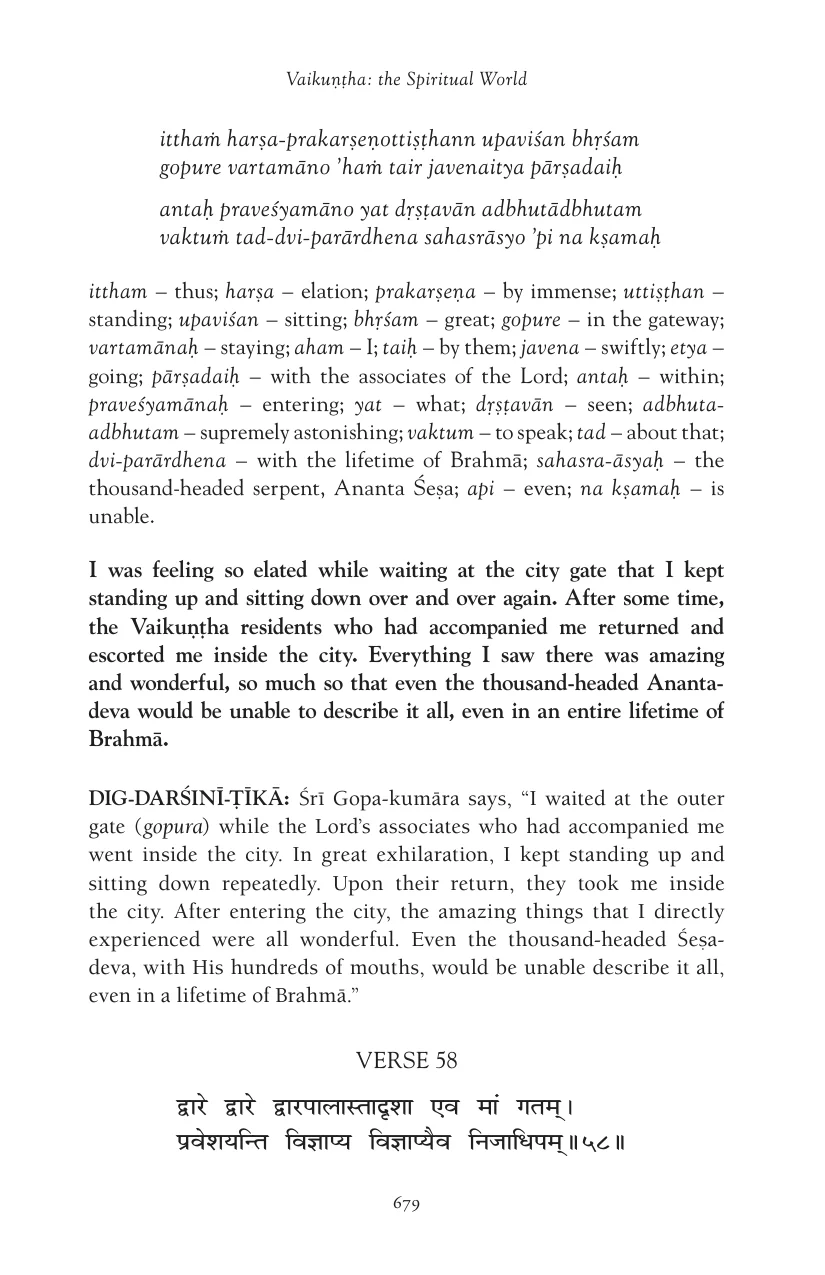 Vaikuṇṭha: the Spiritual World
itthaṁ harṣa-prakarṣeṇottiṣṭhann upaviśan bhṛśam
gopure vartamāno ’haṁ tair javenaitya pārṣadaiḥ
antaḥ praveśyamāno yat dṛṣṭavān adbhutādbhutam
vaktuṁ tad-dvi-parārdhena sahasrāsyo ’pi na kṣamaḥ
ittham – thus; harṣa – elation; prakarṣeṇa – by immense; uttiṣṭhan –
standing; upaviśan – sitting; bhṛśam – great; gopure – in the gateway;
vartamānaḥ – staying; aham – I; taiḥ – by them; javena – swiftly; etya –
going; pārṣadaiḥ – with the associates of the Lord; antaḥ – within;
praveśyamānaḥ – entering; yat – what; dṛṣṭavān – seen; adbhuta-
adbhutam – supremely astonishing; vaktum – to speak; tad – about that;
dvi-parārdhena – with the lifetime of Brahmā; sahasra-āsyaḥ – the
thousand-headed serpent, Ananta Śeṣa; api – even; na kṣamaḥ – is
unable.
I was feeling so elated while waiting at the city gate that I kept
standing up and sitting down over and over again. After some time,
the Vaikuṇṭha residents who had accompanied me returned and
escorted me inside the city. Everything I saw there was amazing
and wonderful, so much so that even the thousand-headed Ananta-
deva would be unable to describe it all, even in an entire lifetime of
Brahmā.
DIG-DARŚINĪ-ṬĪKĀ: Śrī Gopa-kumāra says, “I waited at the outer
gate (gopura) while the Lord’s associates who had accompanied me
went inside the city. In great exhilaration, I kept standing up and
sitting down repeatedly. Upon their return, they took me inside
the city. After entering the city, the amazing things that I directly
experienced were all wonderful. Even the thousand-headed Śeṣa-
deva, with His hundreds of mouths, would be unable describe it all,
even in a lifetime of Brahmā.”
VERSE 58
द्वारे द्वारे द्वारपालास्तादृशा एव मां गतम्।
प्रवेशयन्ति विज्ञाप्य विज्ञाप्यैव निजाधिपम्॥५८॥
679